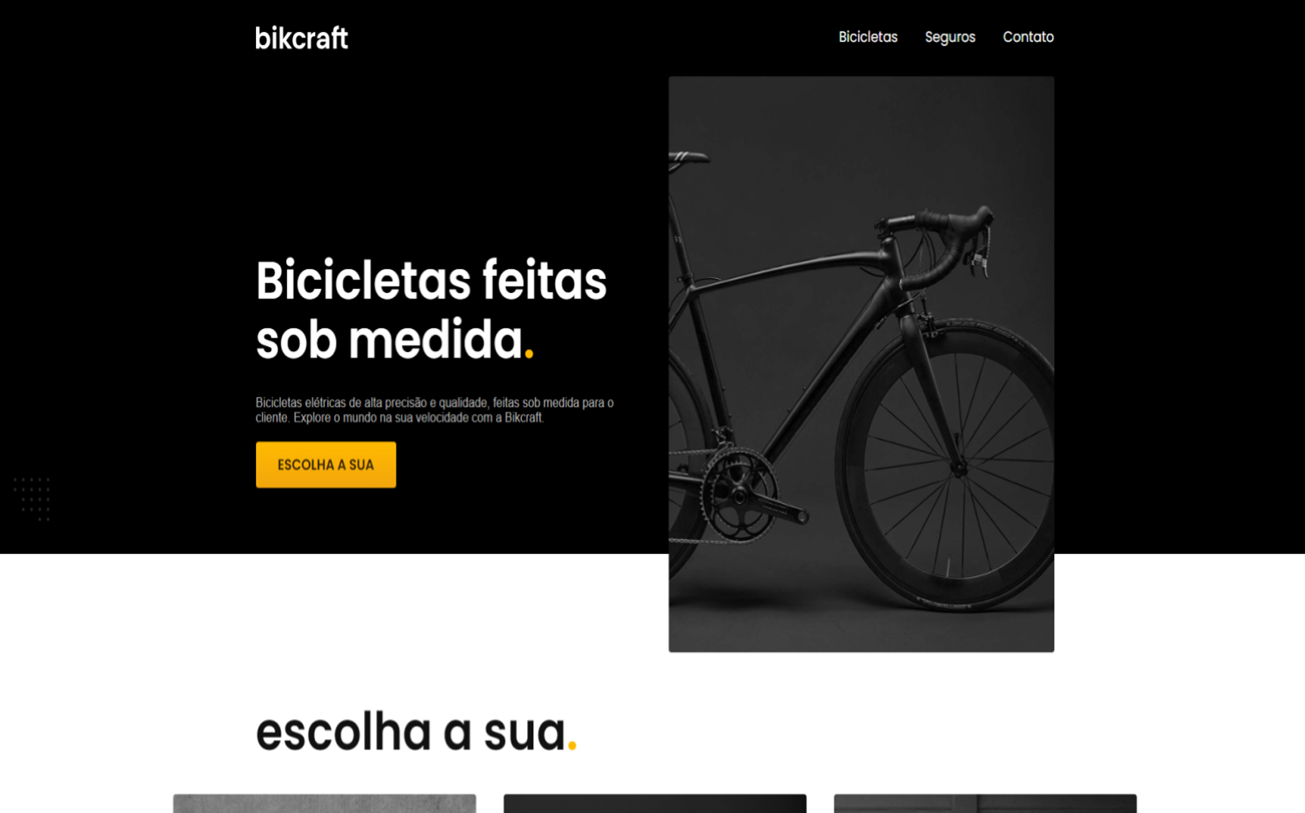 bikcraft
Bicicletas Seguros Contato
Bicicletas feitas
sob medida.
Bicicletas elétricas de alta precisão e qualidade, feitas sob medida para o
cliente. Explore o mundo na sua velocidade com a Bikcraft.
ESCOLHA A SUA
escolha a sua.